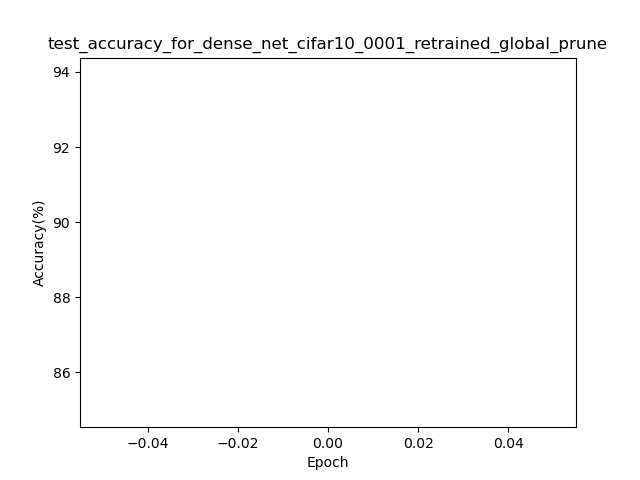 test_accuracy_for_dense_net_cifar10_0001_retrained_global_prune
94
92
90
88
86
Accuracy(%)
−0.04 −0.02 0.00 0.02 0.04
Epoch